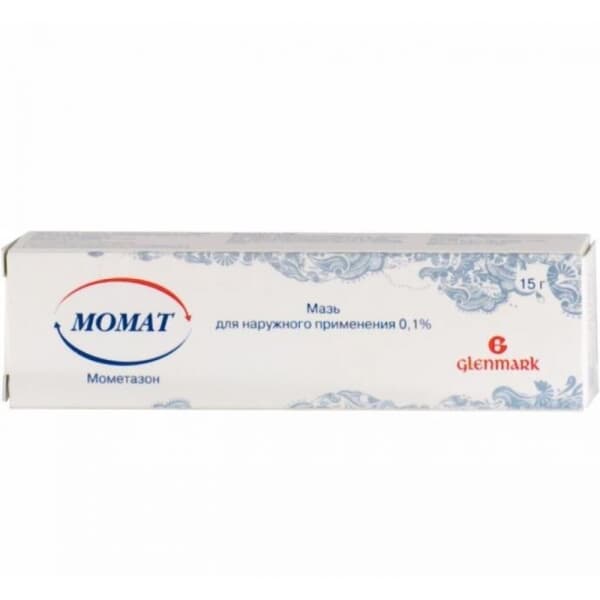 МОМАТ
Мометазон
Мазь
для наружного применения 0,1%
15 г
G
Glenmark